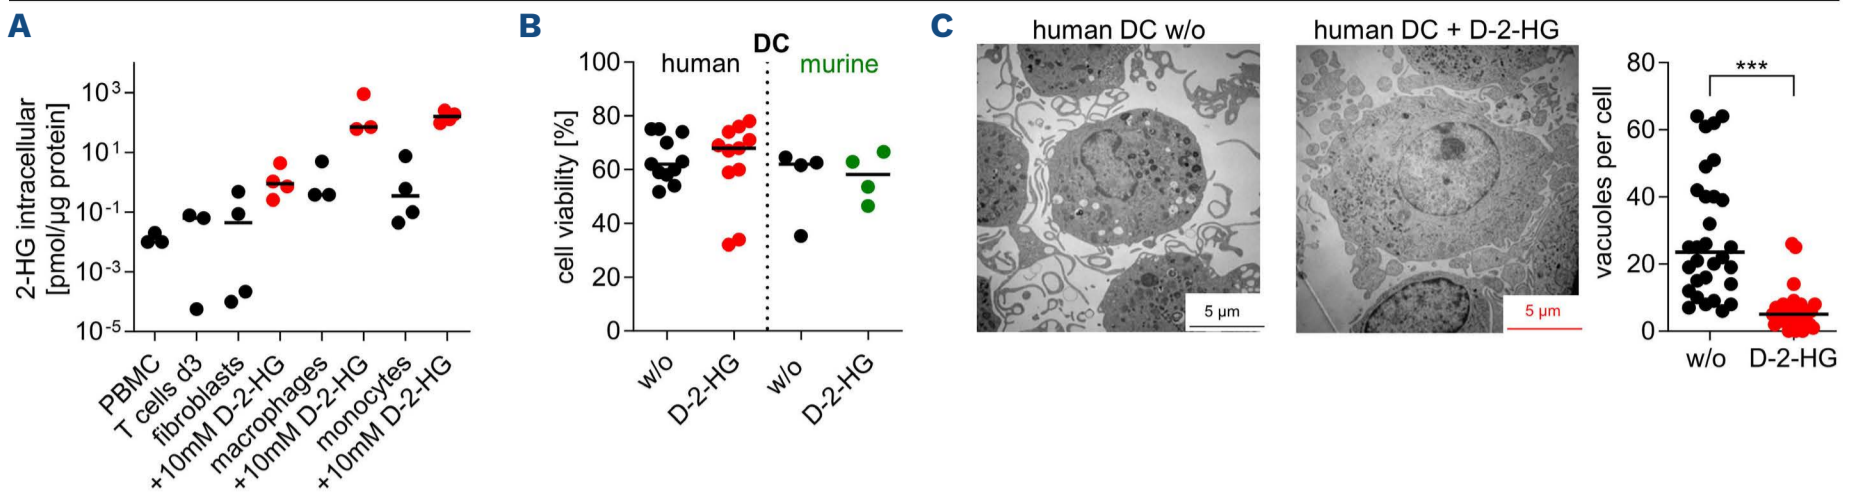 A
2-HG intracellular
[pmol/µg protein]
10³
10¹
10⁻¹
10⁻³
10⁻⁵
PBMC
T cells d3
fibroblasts
+10mM D-2-HG
macrophages
+10mM D-2-HG
monocytes
+10mM D-2-HG
B
DC
human
murine
cell viability [%]
100
80
60
40
20
0
w/o
D-2-HG
w/o
D-2-HG
C
human DC w/o
5 µm
human DC + D-2-HG
5 µm
vacuoles per cell
80
60
40
20
0
***
w/o
D-2-HG